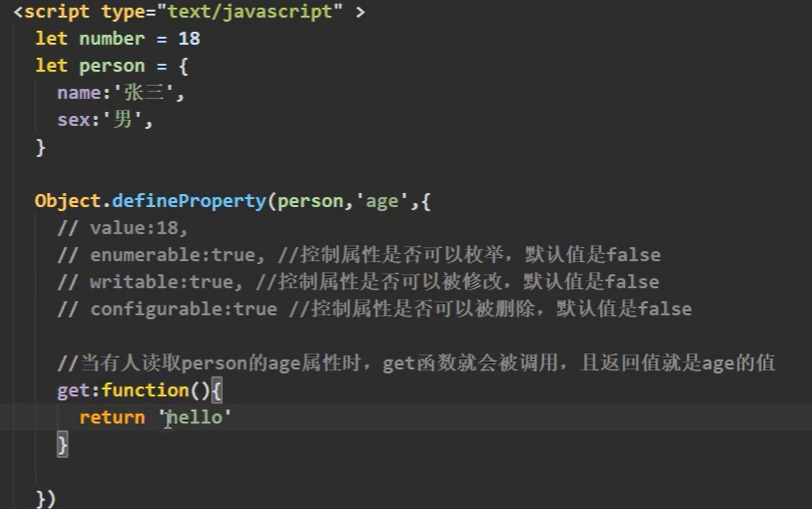 <script type="text/javascript" >
let number = 18
let person = {
name:'张三',
sex:'男',
}
Object.defineProperty(person,'age',{
// value:18,
// enumerable:true, //控制属性是否可以枚举，默认值是false
// writable:true, //控制属性是否可以被修改，默认值是false
// configurable:true //控制属性是否可以被删除，默认值是false
//当有人读取person的age属性时，get函数就会被调用，且返回值就是age的值
get:function(){
return 'hello'
}
})